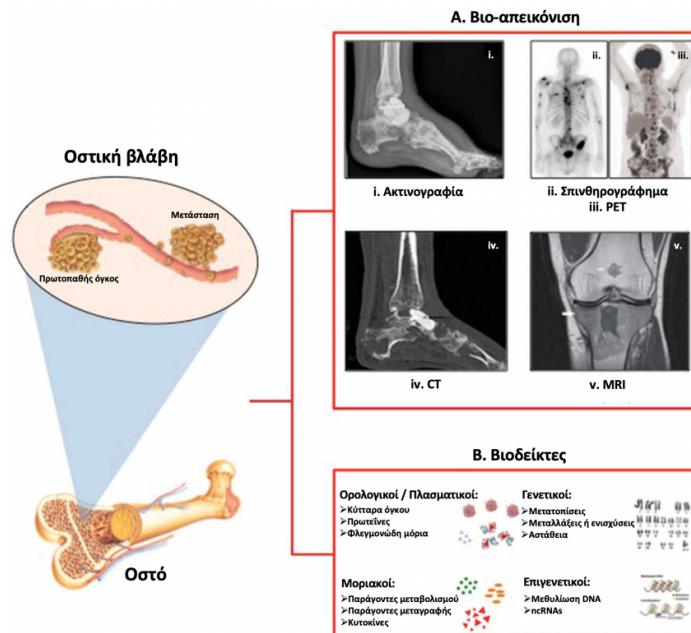 Α. Βιο-απεικόνιση
Οστική βλάβη
Μετάσταση
Πρωτοπαθής όγκος
Οστό
i.
ii.
iii.
i. Ακτινογραφία
ii. Σπινθηρογράφημα
iii. PET
iv.
v.
iv. CT
v. MRI
Β. Βιοδείκτες
Ορολογικοί / Πλασματικοί:
➢Κύτταρα όγκου
➢Πρωτεΐνες
➢Φλεγμονώδη μόρια
Γενετικοί:
➢Μετατοπίσεις
➢Μεταλλάξεις ή ενισχύσεις
➢Αστάθεια
Μοριακοί:
➢Παράγοντες μεταβολισμού
➢Παράγοντες μεταγραφής
➢Κυτοκίνες
Επιγενετικοί:
➢Μεθυλίωση DNA
➢ncRNAs